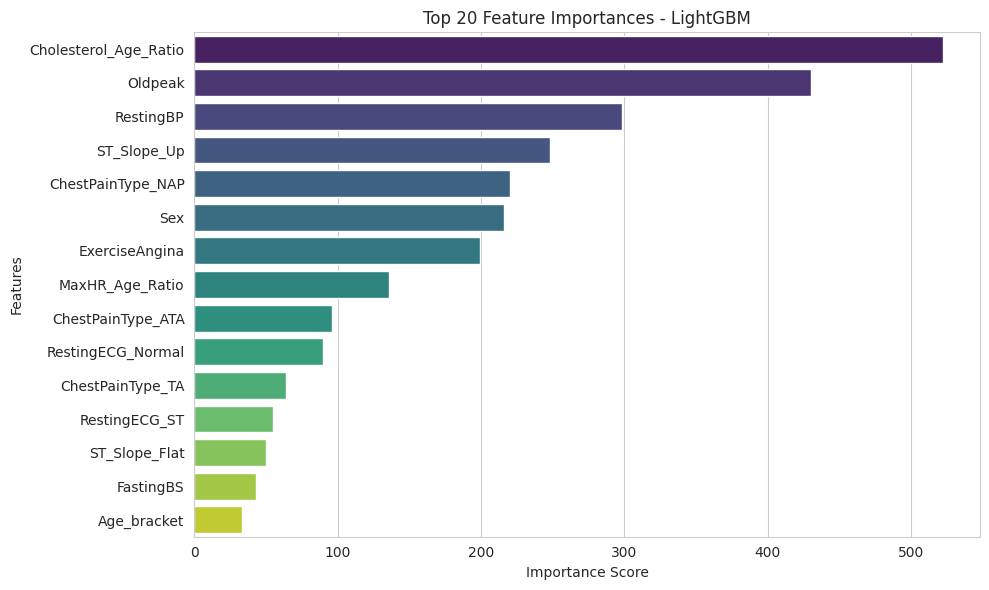 Top 20 Feature Importances - LightGBM
Cholesterol_Age_Ratio
Oldpeak
RestingBP
ST_Slope_Up
ChestPainType_NAP
Sex
ExerciseAngina
MaxHR_Age_Ratio
ChestPainType_ATA
RestingECG_Normal
ChestPainType_TA
RestingECG_ST
ST_Slope_Flat
FastingBS
Age_bracket
Features
0 100 200 300 400 500
Importance Score